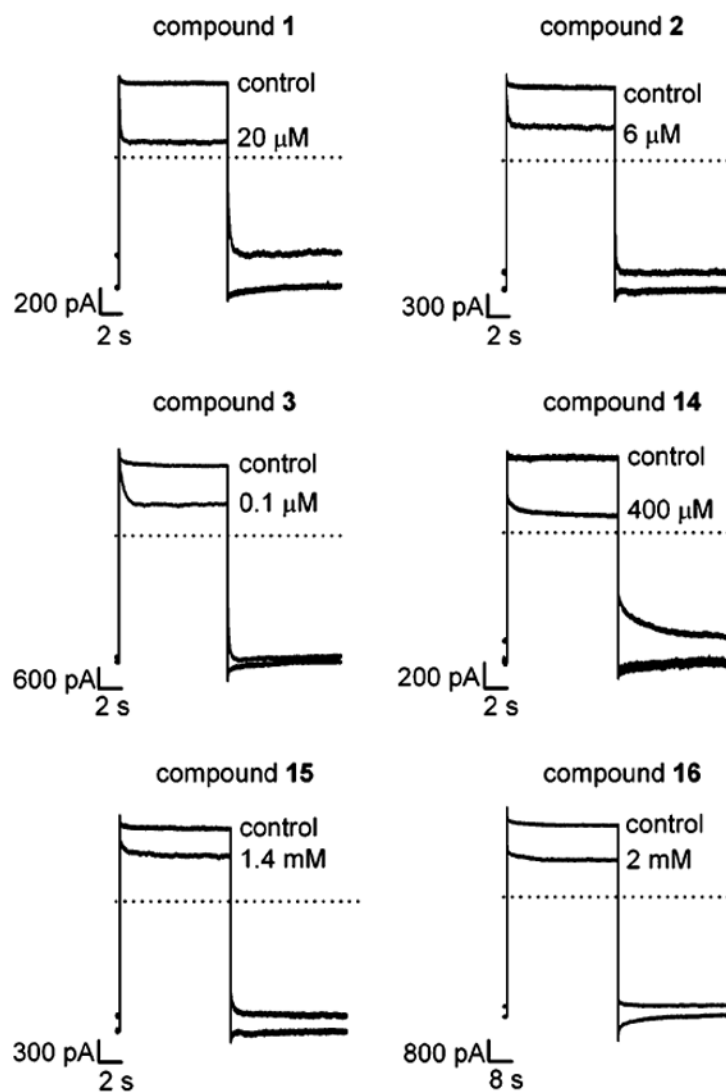 compound 1
control
20 μM
200 pA
2 s
compound 2
control
6 μM
300 pA
2 s
compound 3
control
0.1 μM
600 pA
2 s
compound 14
control
400 μM
200 pA
2 s
compound 15
control
1.4 mM
300 pA
2 s
compound 16
control
2 mM
800 pA
8 s